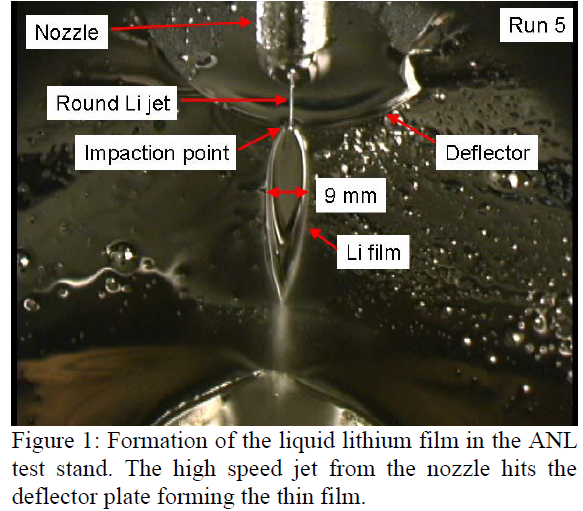 Run 5
Nozzle
Round Li jet
Impaction point
Deflector
9 mm
Li film
Figure 1: Formation of the liquid lithium film in the ANL
test stand. The high speed jet from the nozzle hits the
deflector plate forming the thin film.